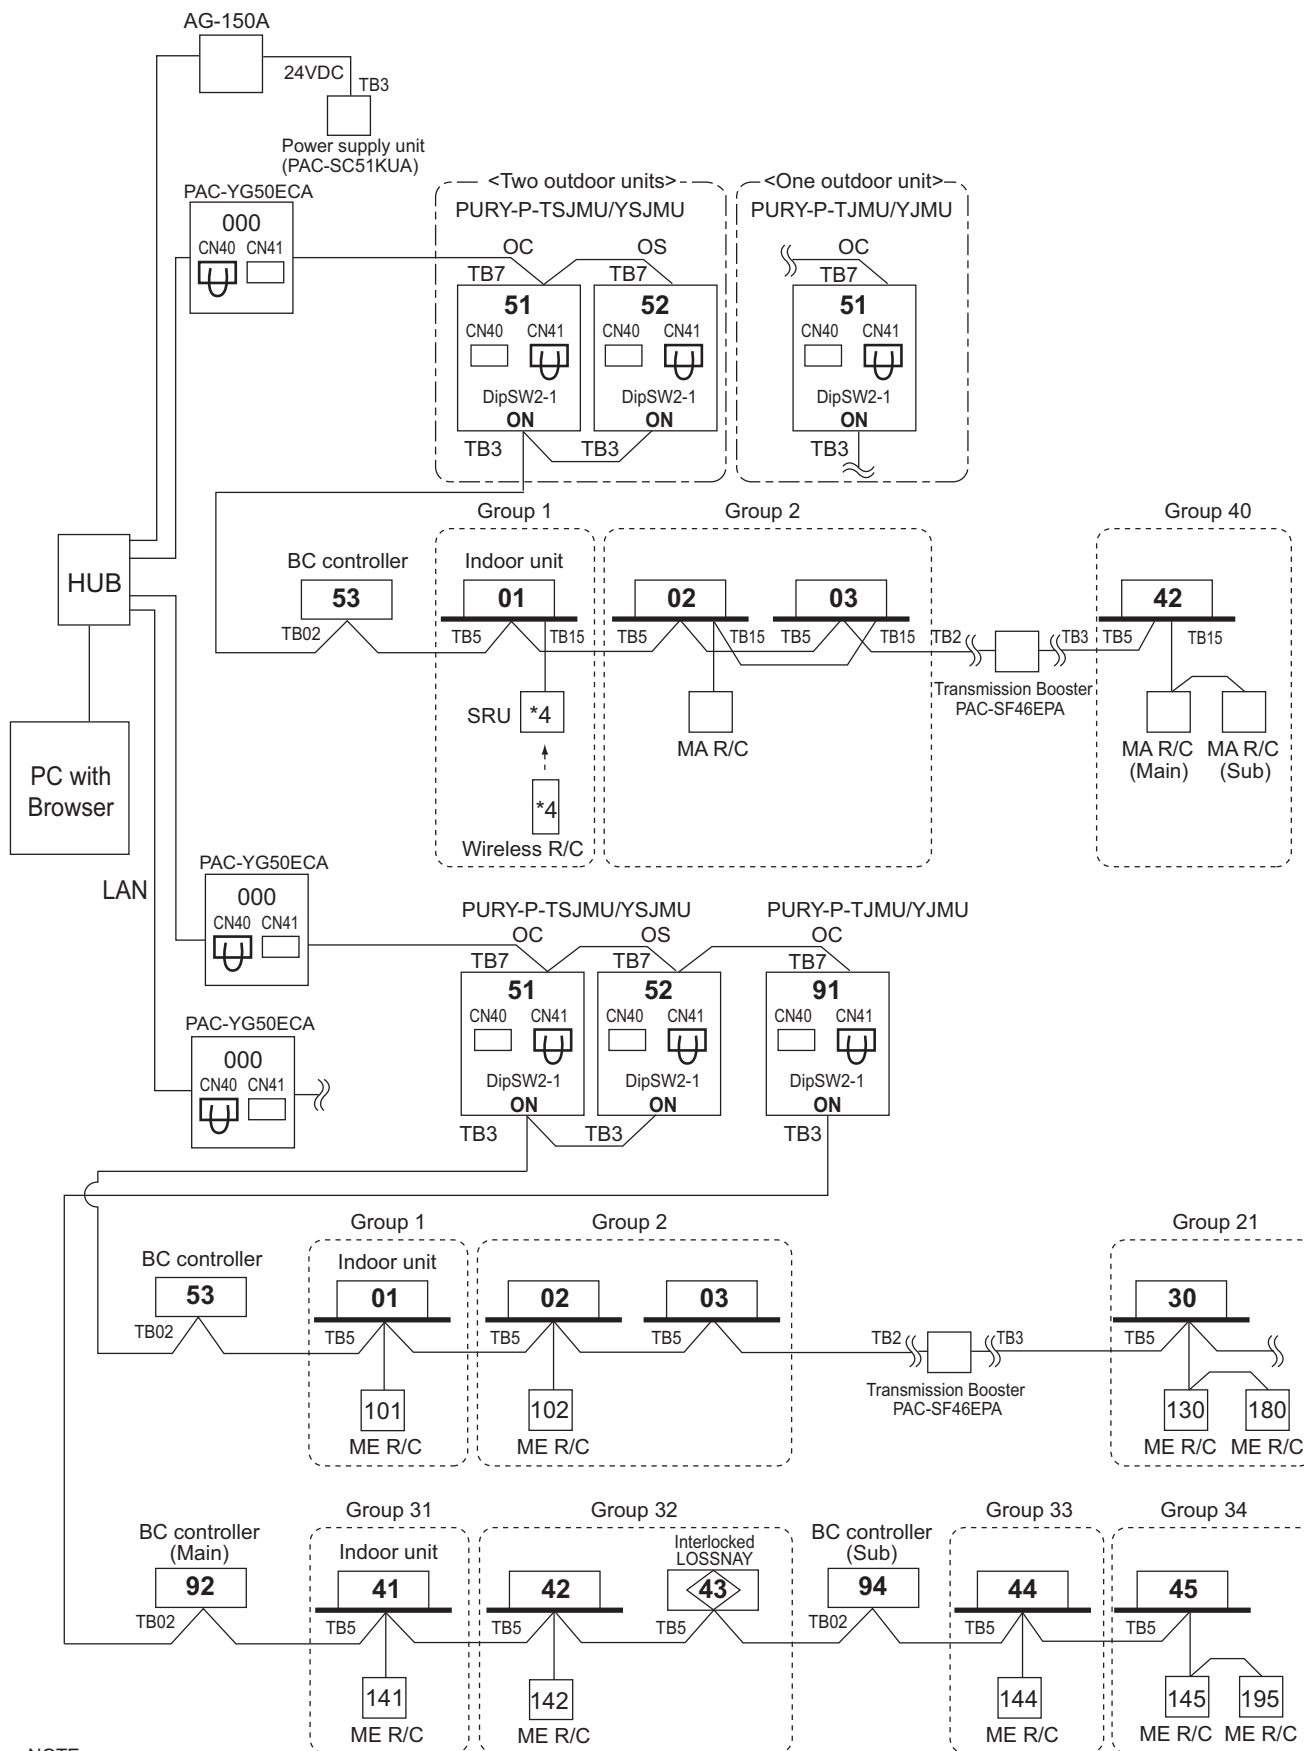 AG-150A
24VDC
TB3
Power supply unit
(PAC-SC51KUA)
PAC-YG50ECA
000
CN40 CN41
<Two outdoor units>
PURY-P-TSJMU/YSJMU
OC OS
TB7 TB7
51 52
CN40 CN41 CN40 CN41
DipSW2-1 DipSW2-1
ON ON
TB3 TB3
<One outdoor unit>
PURY-P-TJMU/YJMU
OC
TB7
51
CN40 CN41
DipSW2-1
ON
TB3
HUB
PC with
Browser
LAN
Group 1 Group 2 Group 40
BC controller Indoor unit
53 01 02 03 42
TB02 TB5 TB15 TB5 TB15 TB5 TB15 TB2 TB3 TB5 TB15
Transmission Booster
PAC-SF46EPA
SRU *4
MA R/C
MA R/C
(Main)
MA R/C
(Sub)
*4
Wireless R/C
PAC-YG50ECA
000
CN40 CN41
PURY-P-TSJMU/YSJMU PURY-P-TJMU/YJMU
OC OS OC
TB7 TB7 TB7
51 52 91
CN40 CN41 CN40 CN41 CN40 CN41
DipSW2-1 DipSW2-1 DipSW2-1
ON ON ON
TB3 TB3 TB3
PAC-YG50ECA
000
CN40 CN41
Group 1 Group 2 Group 21
BC controller Indoor unit
53 01 02 03 30
TB02 TB5 TB5 TB5 TB2 TB3 TB5
Transmission Booster
PAC-SF46EPA
101 102 130 180
ME R/C ME R/C ME R/C ME R/C
Group 31 Group 32 Group 33 Group 34
BC controller
(Main)
Indoor unit
Interlocked
LOSSNAY
BC controller
(Sub)
92 41 42 43 94 44 45
TB02 TB5 TB5 TB5 TB02 TB5 TB5
141 142 144 145 195
ME R/C ME R/C ME R/C ME R/C ME R/C